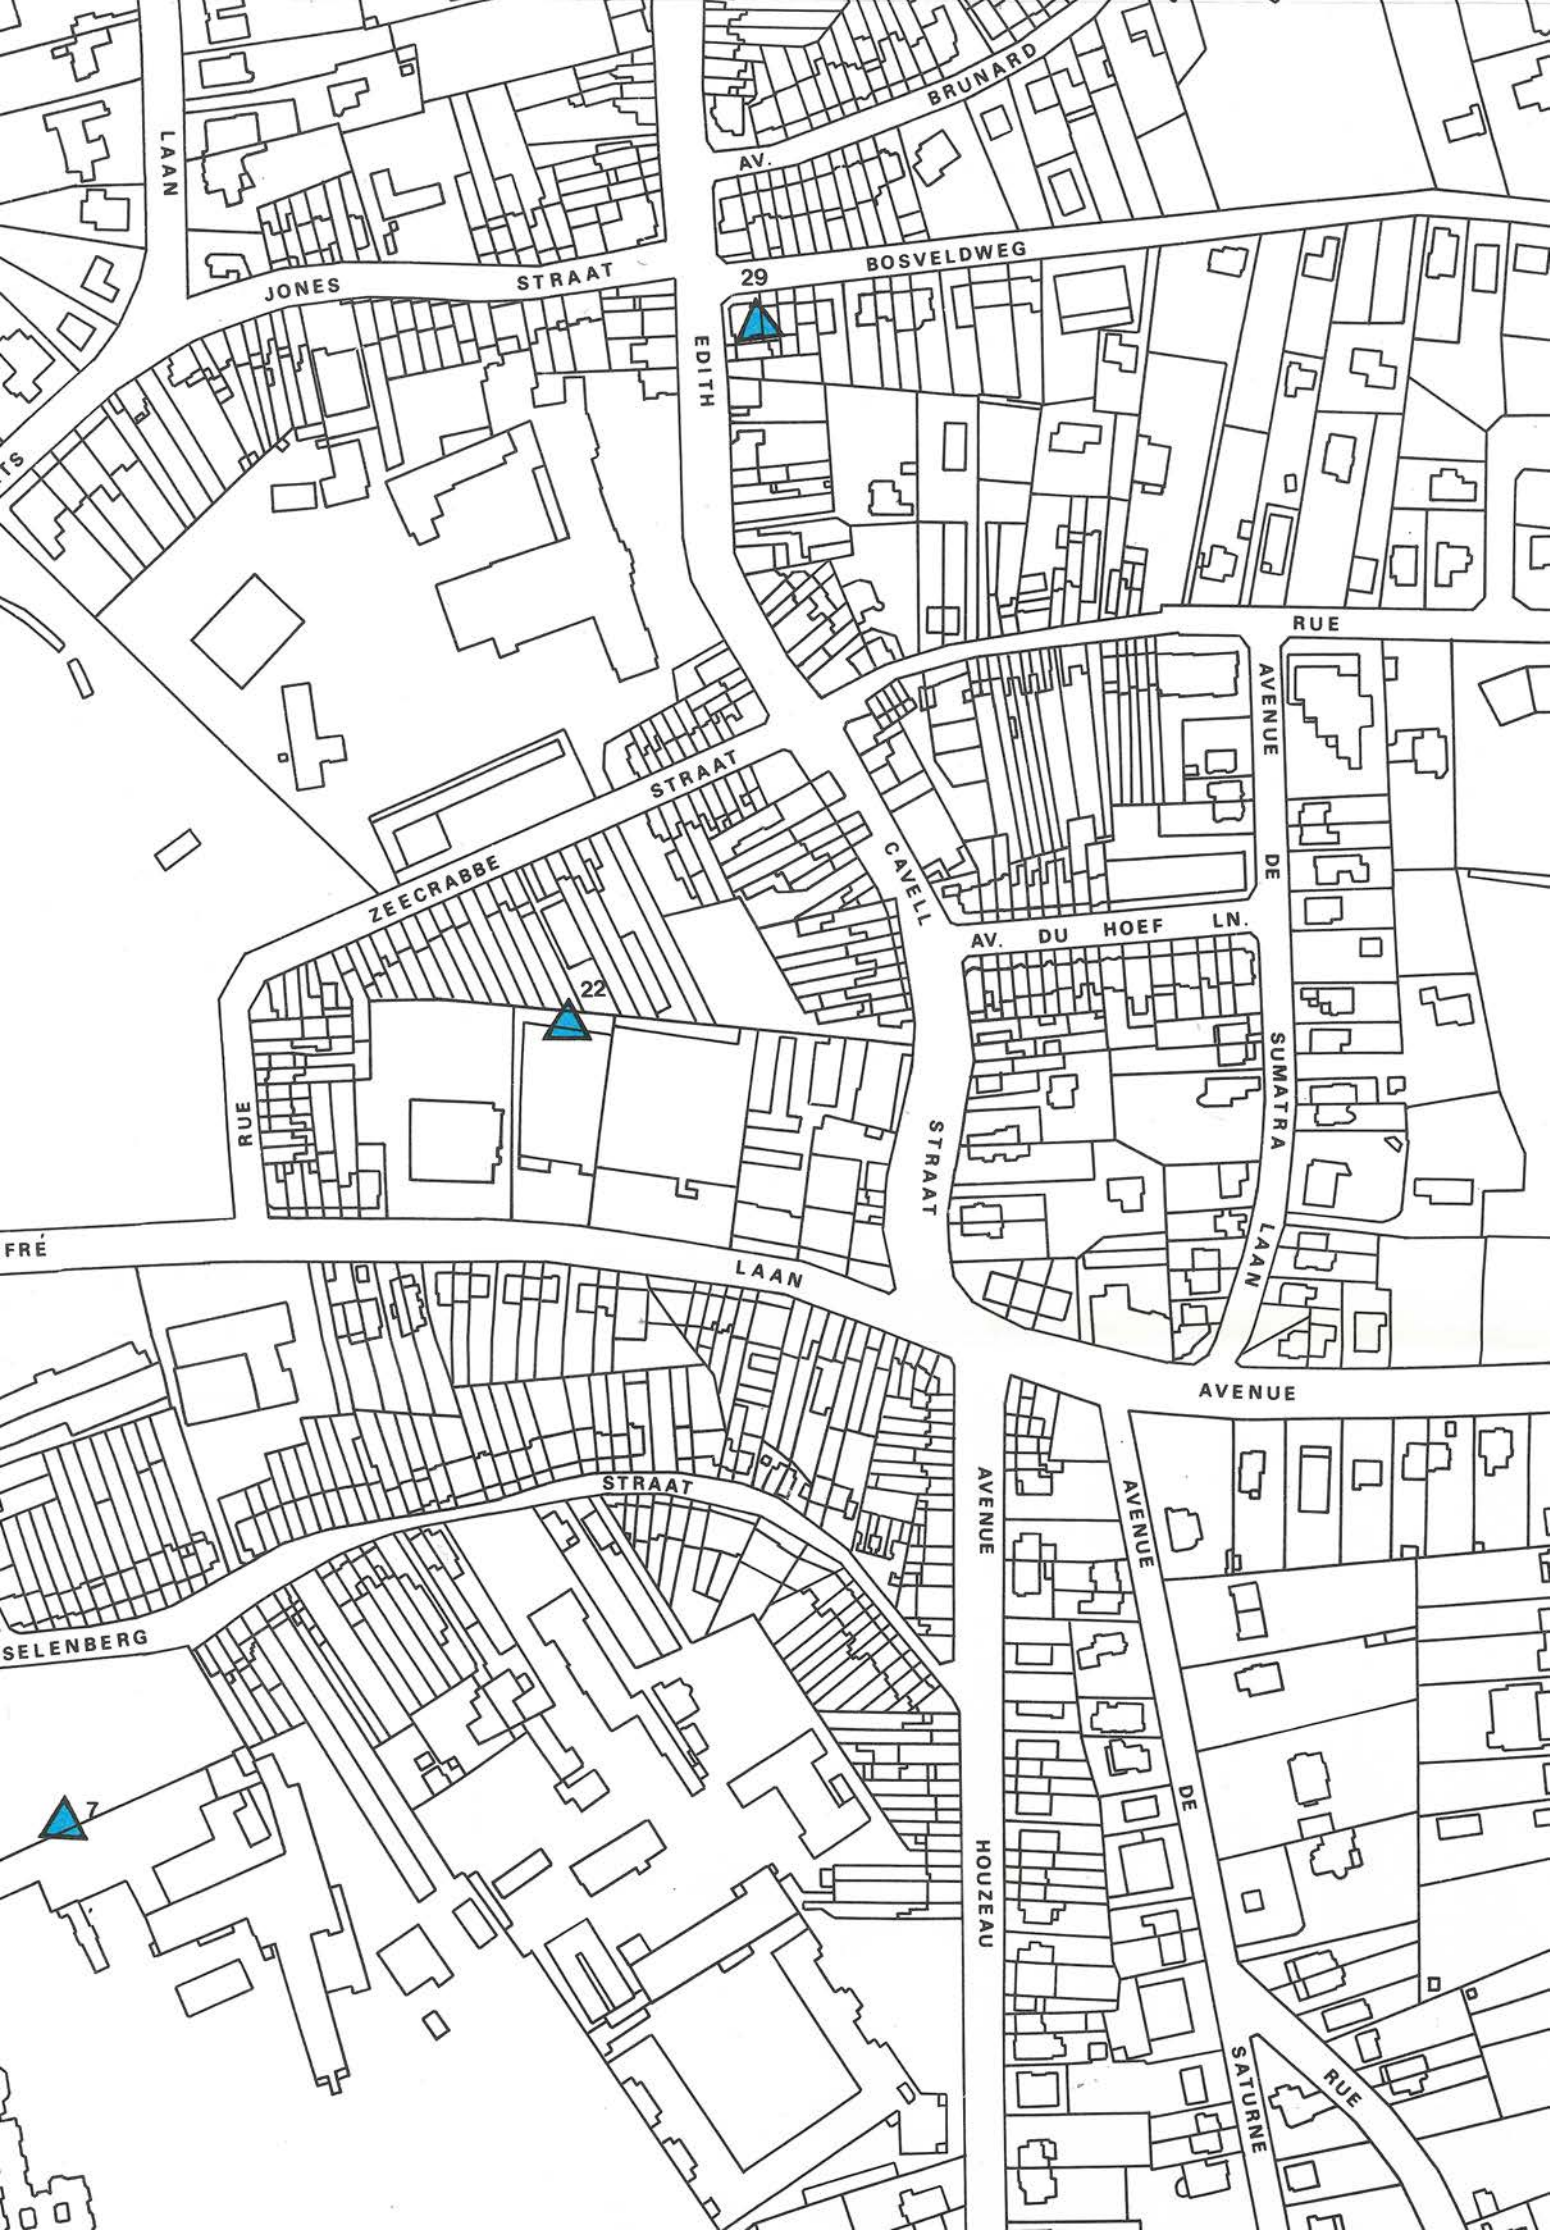 BRUNARD
AV.
LAAN
BOSVELDWEG
JONES STRAAT
29
EDITH
TS
RUE
AVENUE
STRAAT
ZEECRABBE
CAVELL
DE
AV. DU HOEF LN.
22
SUMATRA
RUE
STRAAT
LAAN
FRÉ
LAAN
AVENUE
STRAAT
AVENUE
AVENUE
SELENBERG
DE
7
HOUZEAU
SATURNE
RUE